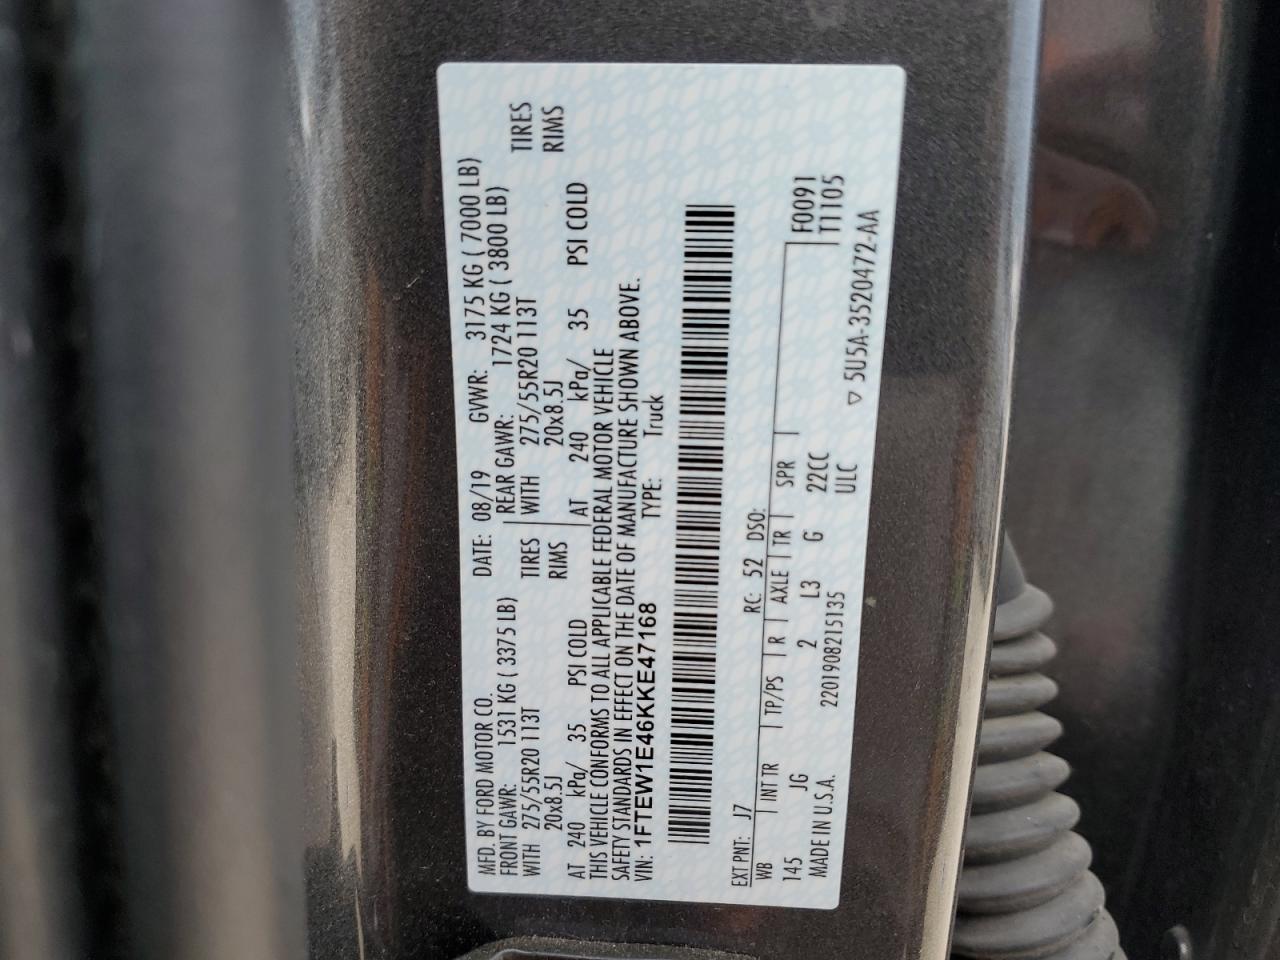 MFD. BY FORD MOTOR CO. DATE: 08/19 GVWR: 3175 KG ( 7000 LB)
FRONT GAWR: 1531 KG ( 3375 LB) REAR GAWR: 1724 KG ( 3800 LB)
WITH 275/55R20 113T TIRES WITH 275/55R20 113T TIRES
20x8.5J RIMS 20x8.5J RIMS
AT 240 kPa/ 35 PSI COLD AT 240 kPa/ 35 PSI COLD
THIS VEHICLE CONFORMS TO ALL APPLICABLE FEDERAL MOTOR VEHICLE
SAFETY STANDARDS IN EFFECT ON THE DATE OF MANUFACTURE SHOWN ABOVE.
VIN: 1FTEW1E46KKE47168 TYPE: Truck
EXT PNT: J7 RC: 52 DSO: F0091
WB INT TR TP/PS R AXLE TR SPR T1105
145 JG 2 L3 G 22CC
MADE IN U.S.A. 2201908215135 ULC
▽ 5U5A-3520472-AA